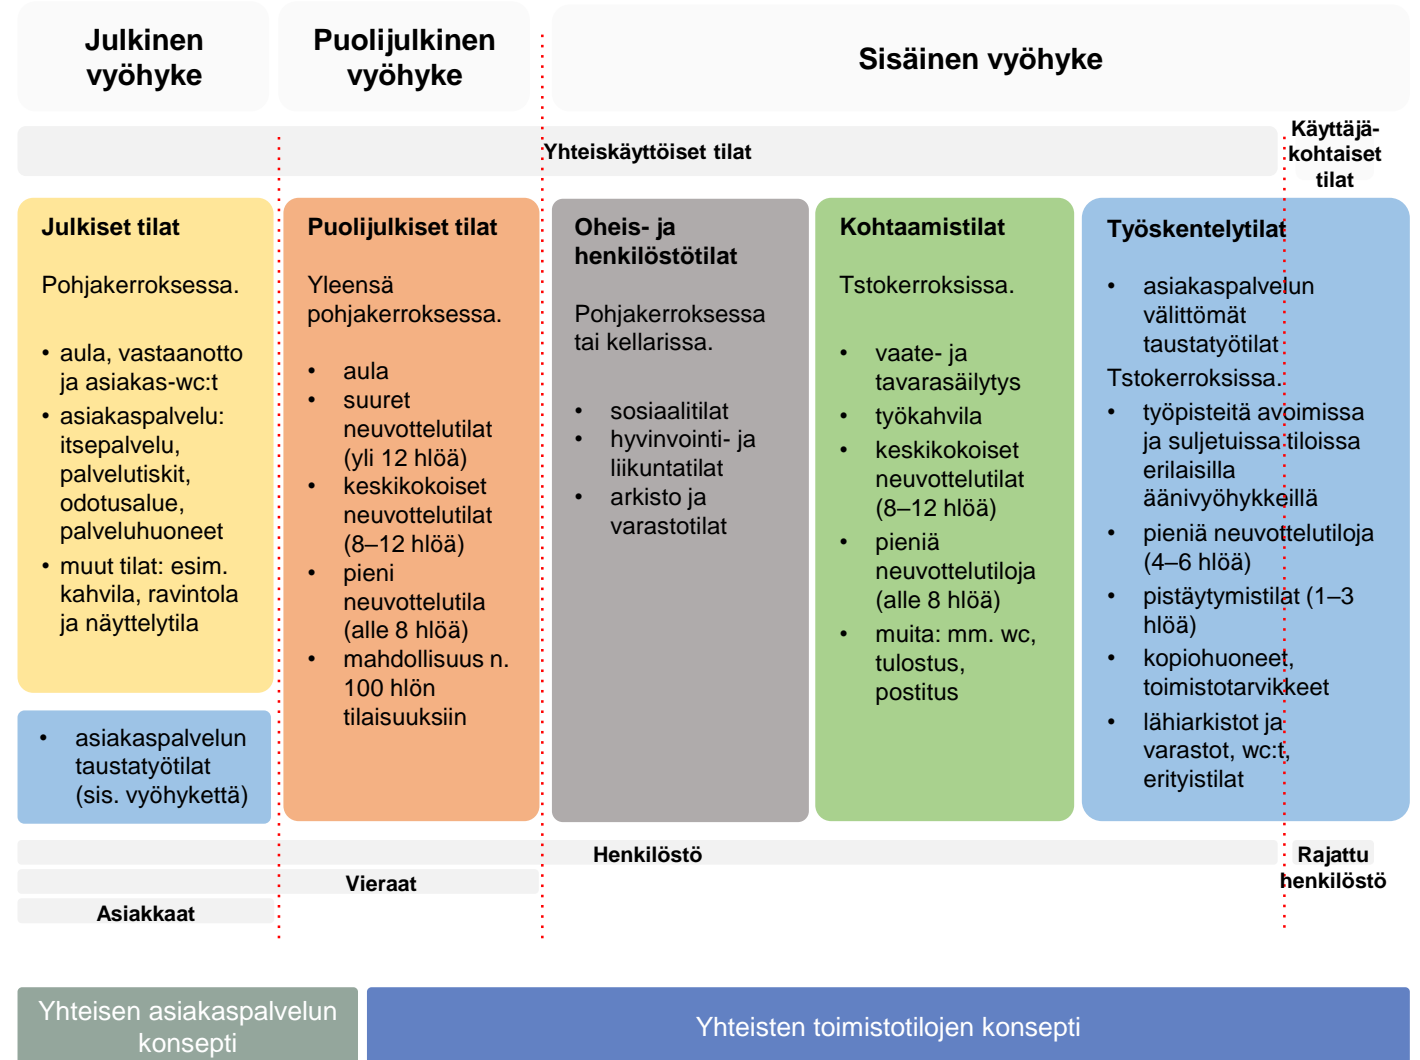 Julkinen
vyöhyke
Puolijulkinen
vyöhyke
Sisäinen vyöhyke
Yhteiskäyttöiset tilat
Käyttäjä-
kohtaiset
tilat
Julkiset tilat
Pohjakerroksessa.
• aula, vastaanotto
ja asiakas-wc:t
• asiakaspalvelu:
itsepalvelu,
palvelutiskit,
odotusalue,
palveluhuoneet
• muut tilat: esim.
kahvila, ravintola
ja näyttelytila
• asiakaspalvelun
taustatyötilat
(sis. vyöhykettä)
Puolijulkiset tilat
Yleensä
pohjakerroksessa.
• aula
• suuret
neuvottelutilat
(yli 12 hlöä)
• keskikokoiset
neuvottelutilat
(8–12 hlöä)
• pieni
neuvottelutila
(alle 8 hlöä)
• mahdollisuus n.
100 hlön
tilaisuuksiin
Oheis- ja
henkilöstötilat
Pohjakerroksessa
tai kellarissa.
• sosiaalitilat
• hyvinvointi- ja
liikuntatilat
• arkisto ja
varastotilat
Kohtaamistilat
Tstokerroksissa.
• vaate- ja
tavarasäilytys
• työkahvila
• keskikokoiset
neuvottelutilat
(8–12 hlöä)
• pieniä
neuvottelutiloja
(alle 8 hlöä)
• muita: mm. wc,
tulostus,
postitus
Työskentelytilat
• asiakaspalvelun
välittömät
taustatyötilat
Tstokerroksissa.
• työpisteitä avoimissa
ja suljetuissa tiloissa
erilaisilla
äänivyöhykkeillä
• pieniä neuvottelutiloja
(4–6 hlöä)
• pistäytymistilat (1–3
hlöä)
• kopiohuoneet,
toimistotarvikkeet
• lähiarkistot ja
varastot, wc:t,
erityistilat
Henkilöstö
Rajattu
henkilöstö
Vieraat
Asiakkaat
Yhteisen asiakaspalvelun
konsepti
Yhteisten toimistotilojen konsepti